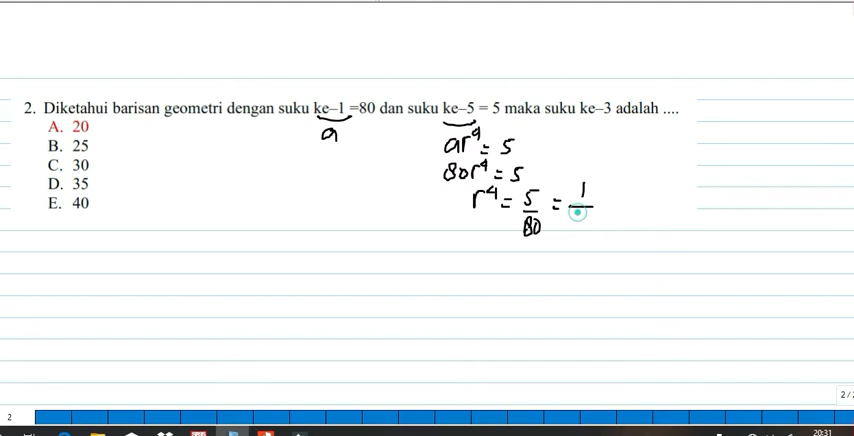 2. Diketahui barisan geometri dengan suku ke–1 =80 dan suku ke–5 = 5 maka suku ke–3 adalah ....
A. 20
B. 25
C. 30
D. 35
E. 40
a
ar⁴ = 5
80r⁴ = 5
r⁴ = 5/80 = 1/
2/
2
20:31